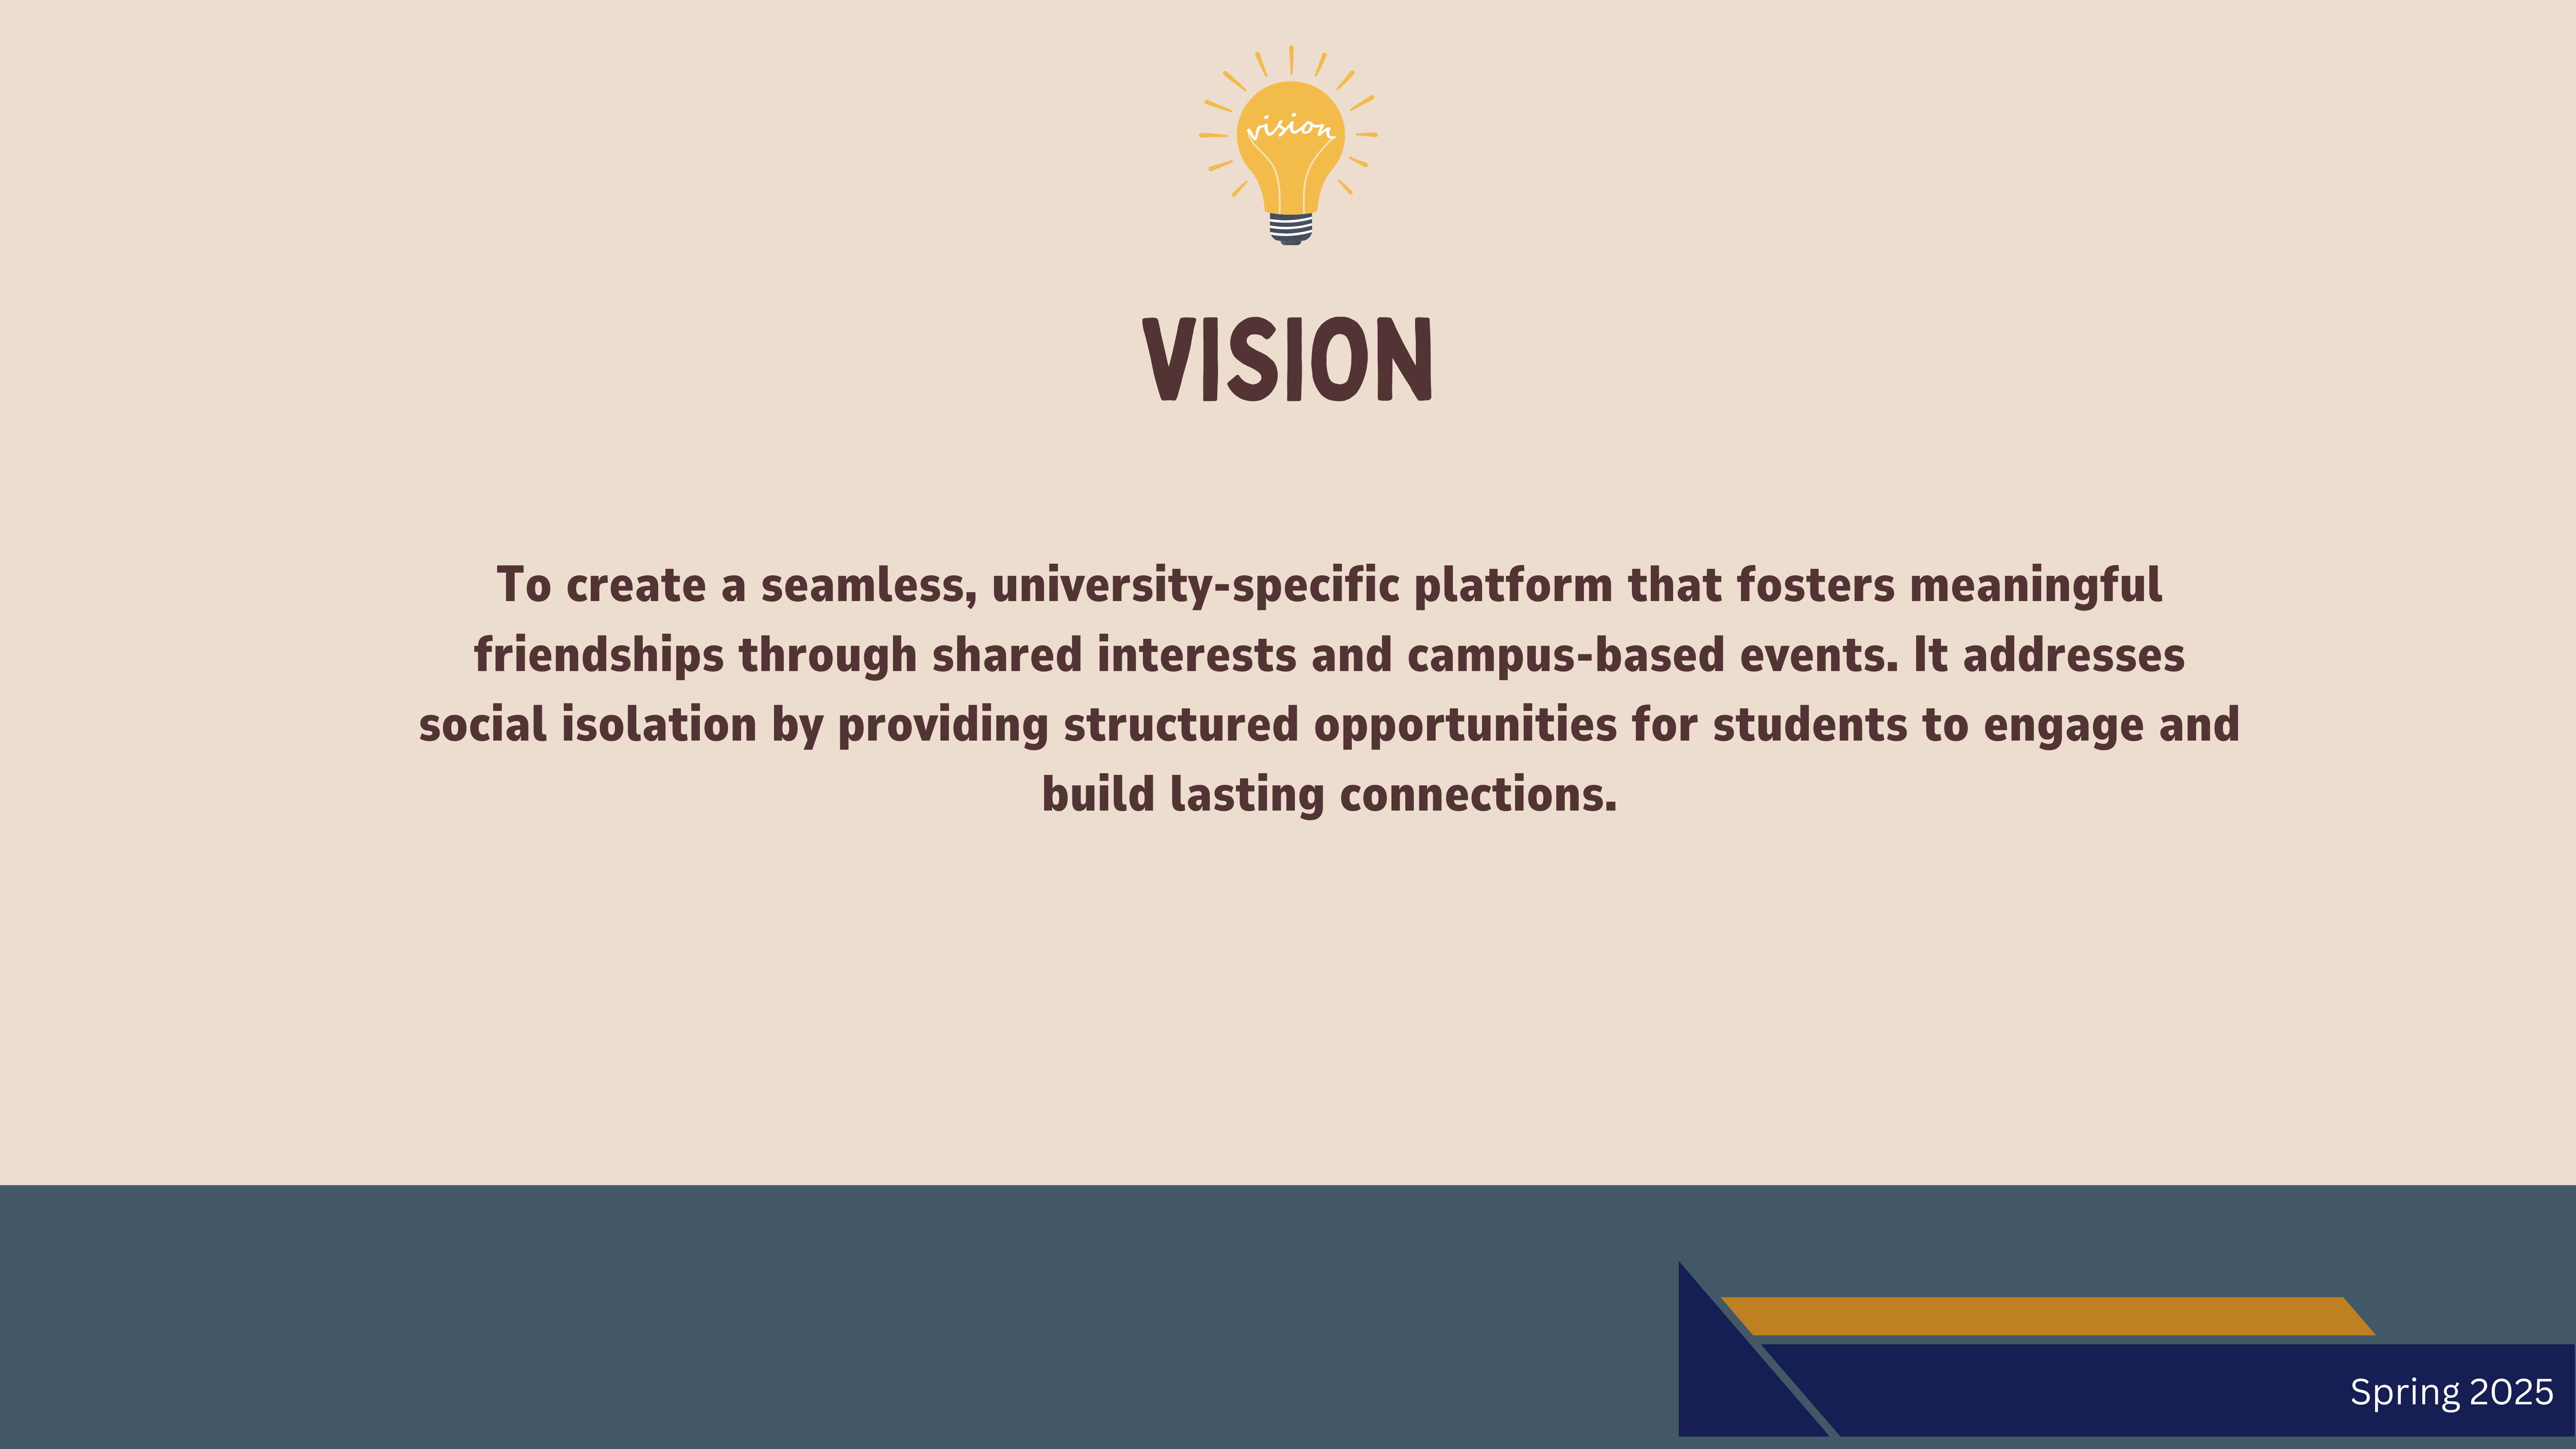 vision
VISION
To create a seamless, university-specific platform that fosters meaningful
friendships through shared interests and campus-based events. It addresses
social isolation by providing structured opportunities for students to engage and
build lasting connections.
Spring 2025